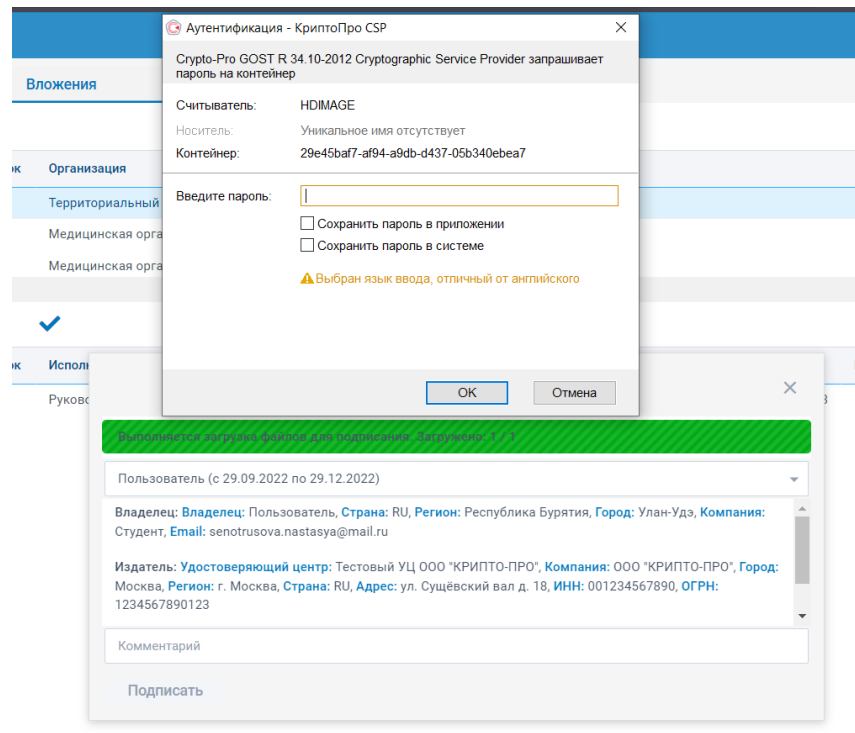 Аутентификация - КриптоПро CSP
Crypto-Pro GOST R 34.10-2012 Cryptographic Service Provider запрашивает
пароль на контейнер
Вложения
Считыватель: HDIMAGE
Носитель: Уникальное имя отсутствует
Контейнер: 29e45baf7-af94-a9db-d437-05b340ebea7
ок Организация
Территориальный
Введите пароль:
Сохранить пароль в приложении
Медицинская орга
Сохранить пароль в системе
Медицинская орга
Выбран язык ввода, отличный от английского
ок Исполн
OK Отмена
Руково
Выполняется загрузка файлов для подписания. Загружено: 1 / 1
Пользователь (с 29.09.2022 по 29.12.2022)
Владелец: Владелец: Пользователь, Страна: RU, Регион: Республика Бурятия, Город: Улан-Удэ, Компания:
Студент, Email: senotrusova.nastasya@mail.ru
Издатель: Удостоверяющий центр: Тестовый УЦ ООО "КРИПТО-ПРО", Компания: ООО "КРИПТО-ПРО", Город:
Москва, Регион: г. Москва, Страна: RU, Адрес: ул. Сущёвский вал д. 18, ИНН: 001234567890, ОГРН:
1234567890123
Комментарий
Подписать